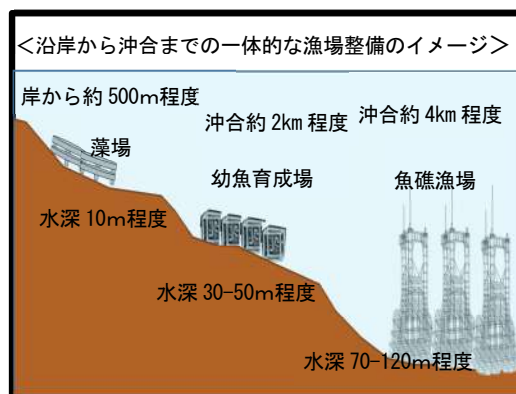 ＜沿岸から沖合までの一体的な漁場整備のイメージ＞
岸から約500ｍ程度
沖合約2km程度
沖合約4km程度
藻場
幼魚育成場
魚礁漁場
水深10ｍ程度
水深30-50ｍ程度
水深70-120ｍ程度